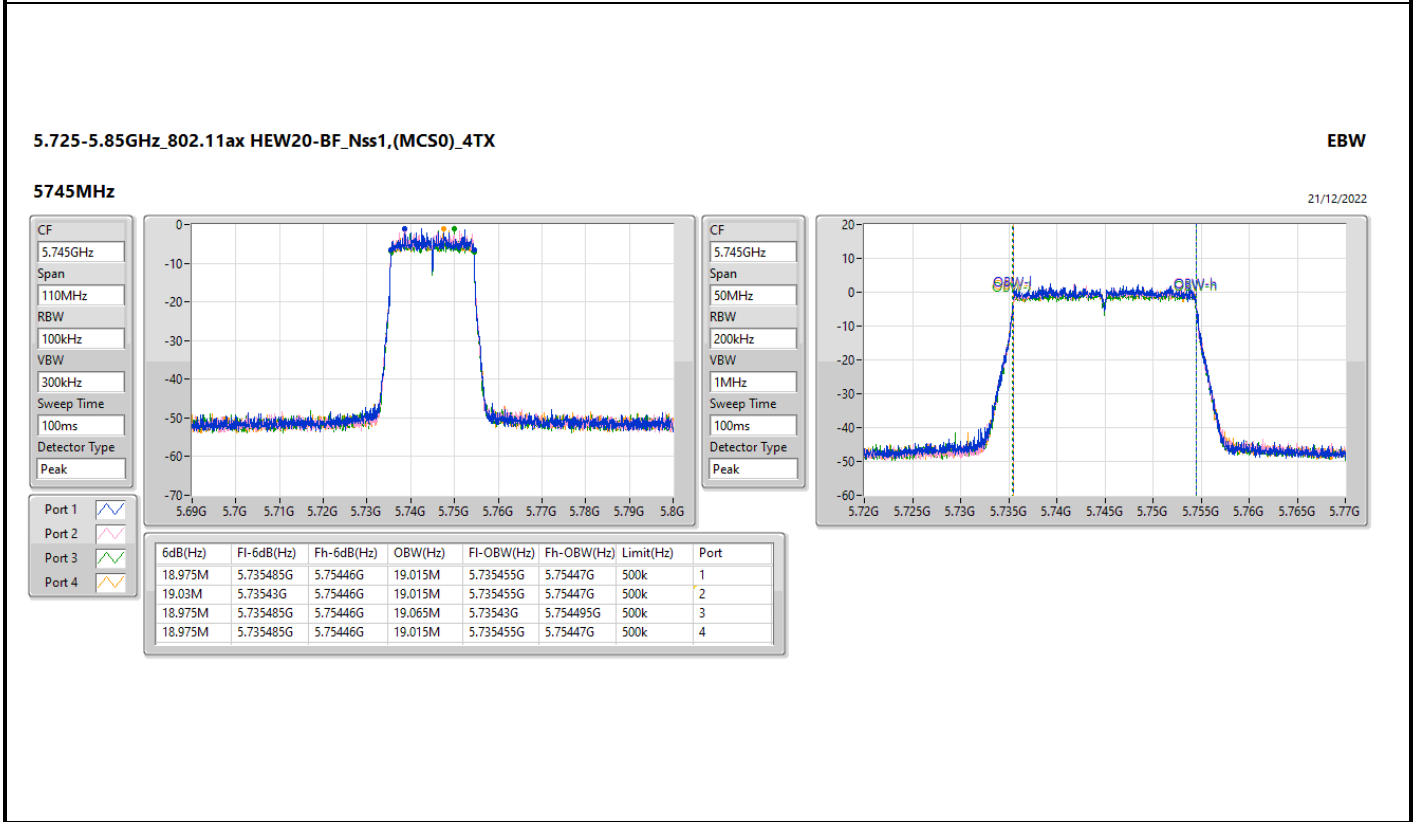 5.725-5.85GHz_802.11ax HEW20-BF_Nss1,(MCS0)_4TX EBW
5745MHz
21/12/2022
CF
5.745GHz
Span
110MHz
RBW
100kHz
VBW
300kHz
Sweep Time
100ms
Detector Type
Peak
0
-10
-20
-30
-40
-50
-60
-70
5.69G 5.7G 5.71G 5.72G 5.73G 5.74G 5.75G 5.76G 5.77G 5.78G 5.79G 5.8G
CF
5.745GHz
Span
50MHz
RBW
200kHz
VBW
1MHz
Sweep Time
100ms
Detector Type
Peak
20
10
0
-10
-20
-30
-40
-50
-60
OBW-l OBW-h
5.72G 5.725G 5.73G 5.735G 5.74G 5.745G 5.75G 5.755G 5.76G 5.765G 5.77G
Port 1
Port 2
Port 3
Port 4
6dB(Hz) Fl-6dB(Hz) Fh-6dB(Hz) OBW(Hz) Fl-OBW(Hz) Fh-OBW(Hz) Limit(Hz) Port
18.975M 5.735485G 5.75446G 19.015M 5.735455G 5.75447G 500k 1
19.03M 5.73543G 5.75446G 19.015M 5.735455G 5.75447G 500k 2
18.975M 5.735485G 5.75446G 19.065M 5.73543G 5.754495G 500k 3
18.975M 5.735485G 5.75446G 19.015M 5.735455G 5.75447G 500k 4